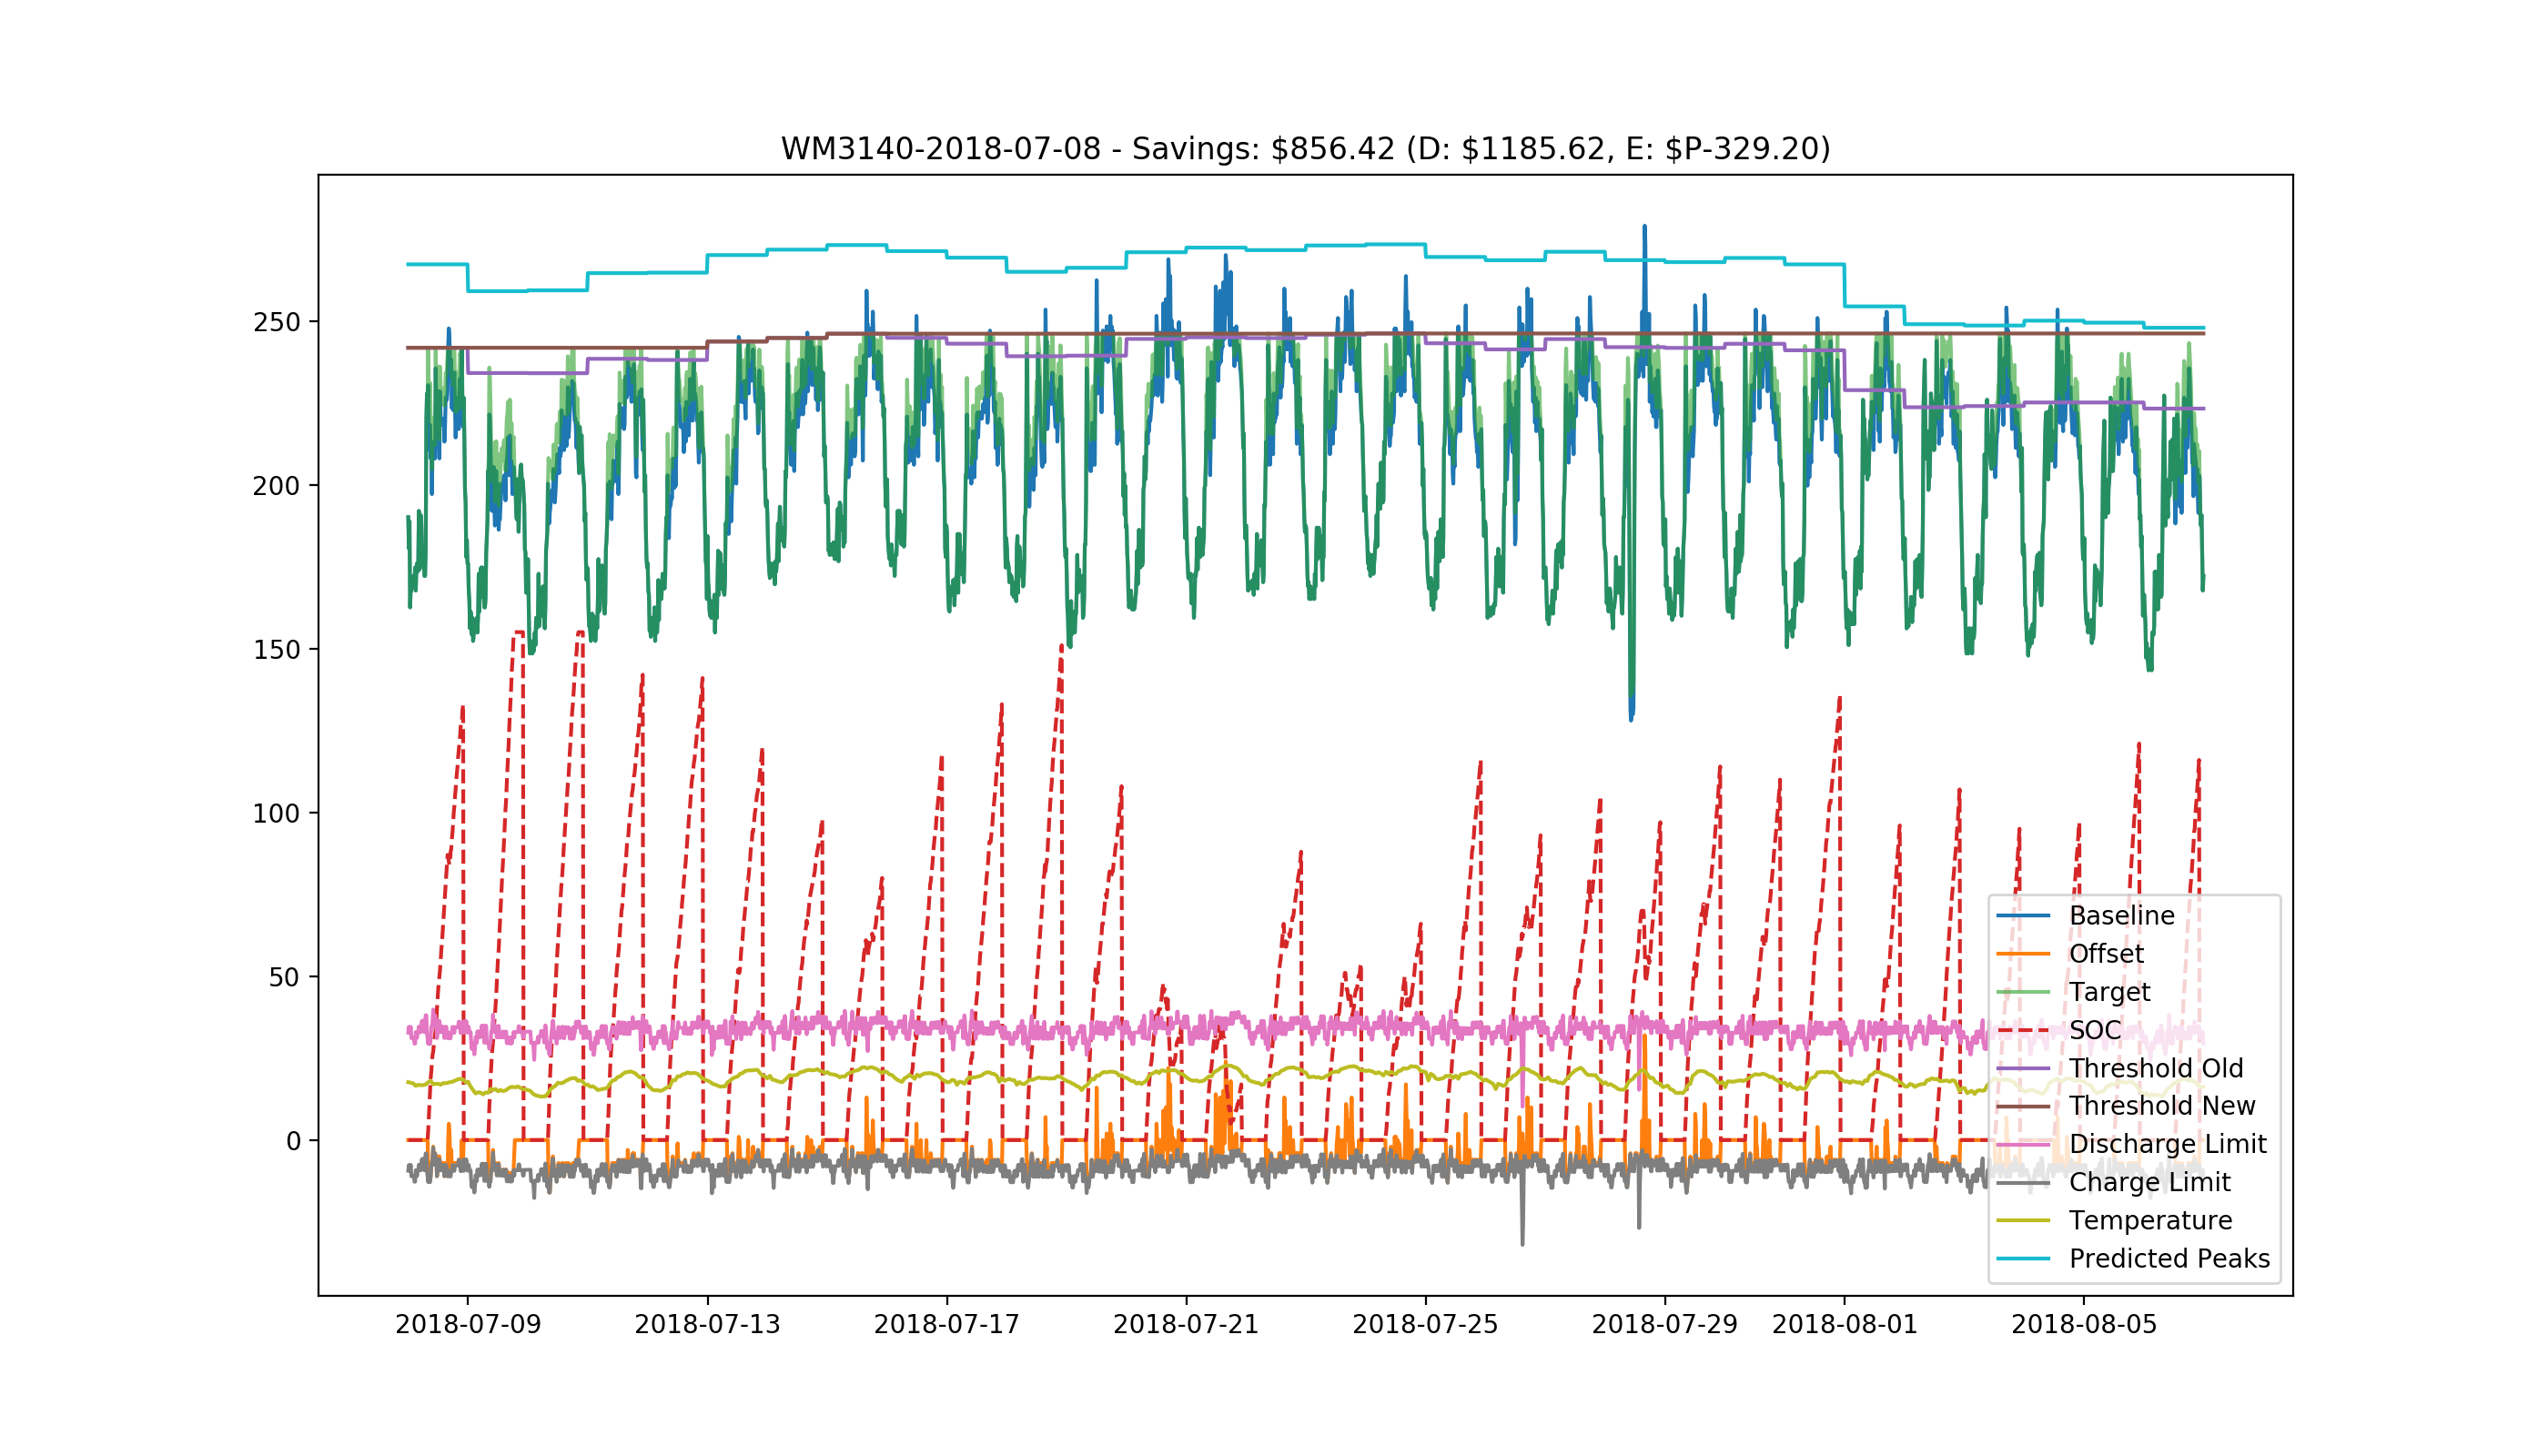 WM3140-2018-07-08 - Savings: $856.42 (D: $1185.62, E: $P-329.20)
250
200
150
100
50
0
2018-07-09
2018-07-13
2018-07-17
2018-07-21
2018-07-25
2018-07-29
2018-08-01
2018-08-05
Baseline
Offset
Target
SOC
Threshold Old
Threshold New
Discharge Limit
Charge Limit
Temperature
Predicted Peaks